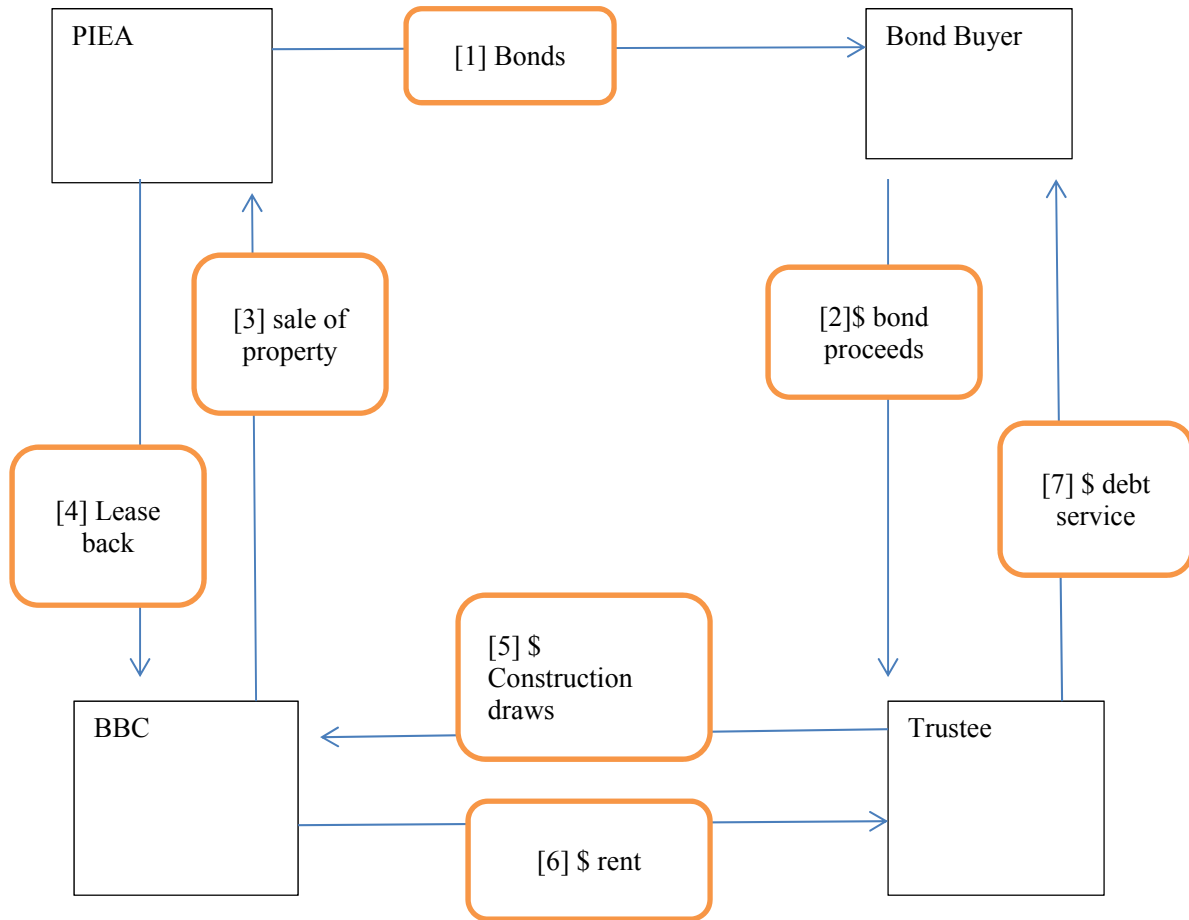 PIEA
[1] Bonds
Bond Buyer
[3] sale of
property
[2]$ bond
proceeds
[4] Lease
back
[7] $ debt
service
[5] $
Construction
draws
BBC
Trustee
[6] $ rent